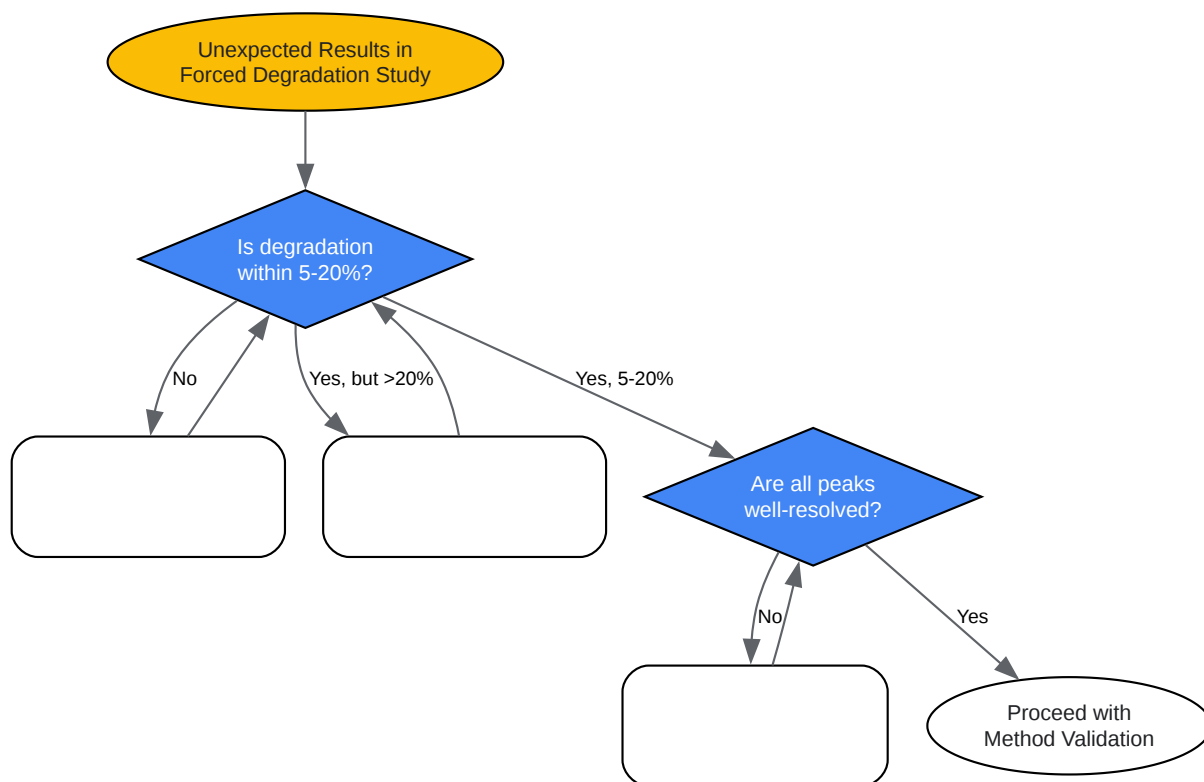 Unexpected Results in
Forced Degradation Study
Is degradation
within 5-20%?
No
Yes, but >20%
Yes, 5-20%
Are all peaks
well-resolved?
No
Yes
Proceed with
Method Validation